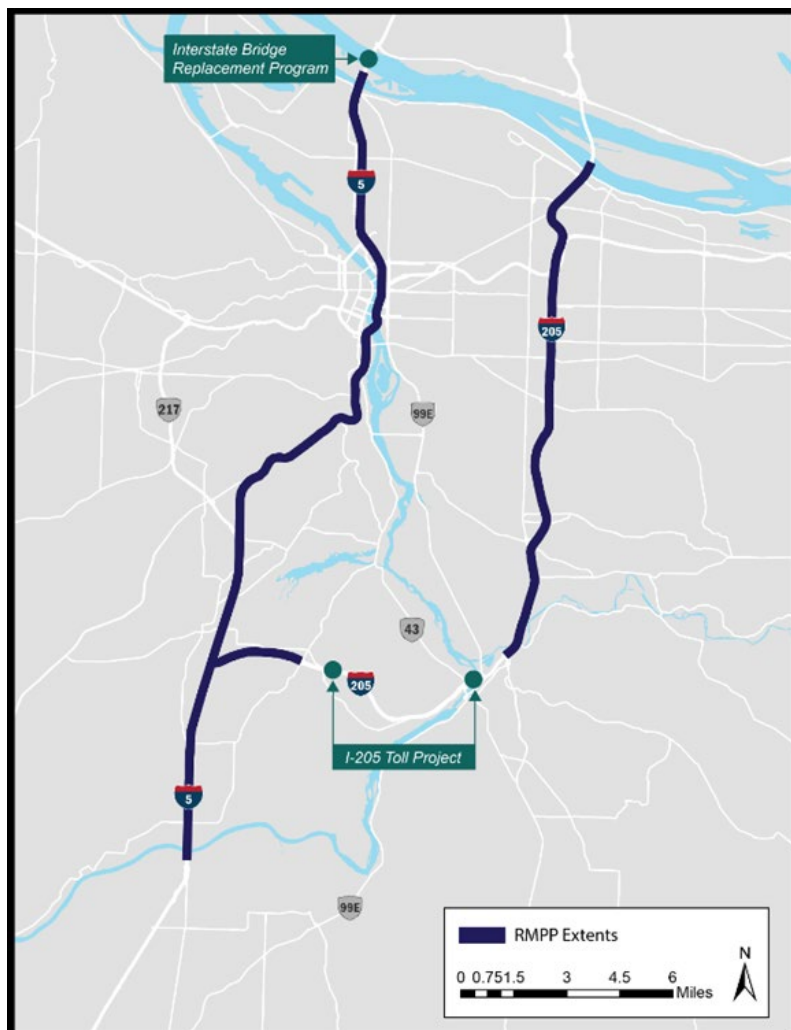 Interstate Bridge
Replacement Program
5
205
217
99E
43
205
I-205 Toll Project
5
99E
RMPP Extents
N
0 0.751.5 3 4.5 6
Miles